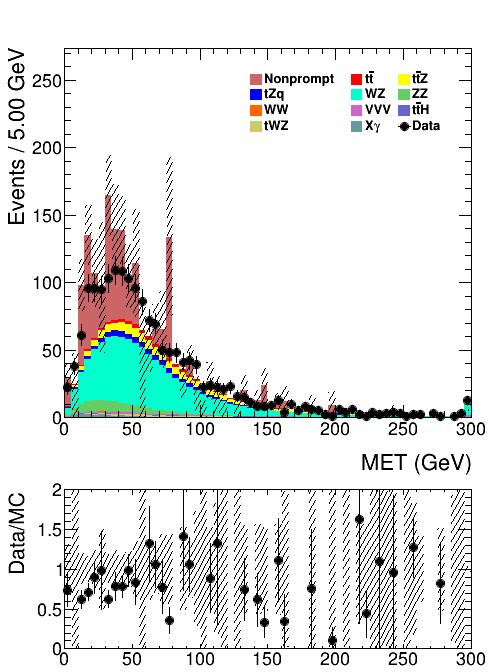 Events / 5.00 GeV
250
200
150
100
50
0
Nonprompt tt̄ tt̄Z
tZq WZ ZZ
WW VVV tt̄H
tWZ Xγ Data
0 50 100 150 200 250 300
MET (GeV)
Data/MC
2
1.5
1
0.5
0
0 50 100 150 200 250 300